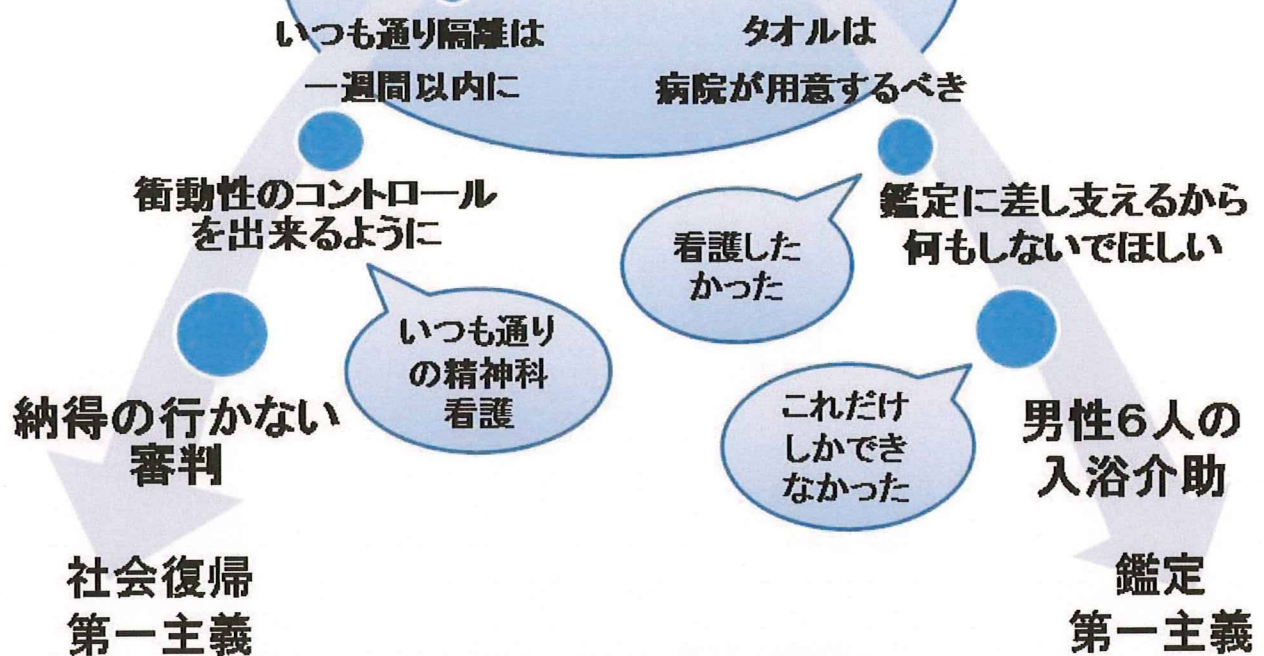 いつも通り隔離は
一週間以内に
タオルは
病院が用意するべき
衝動性のコントロール
を出来るように
看護した
かった
鑑定に差し支えるから
何もしないでほしい
いつも通り
の精神科
看護
納得の行かない
審判
これだけ
しかでき
なかった
男性6人の
入浴介助
社会復帰
第一主義
鑑定
第一主義